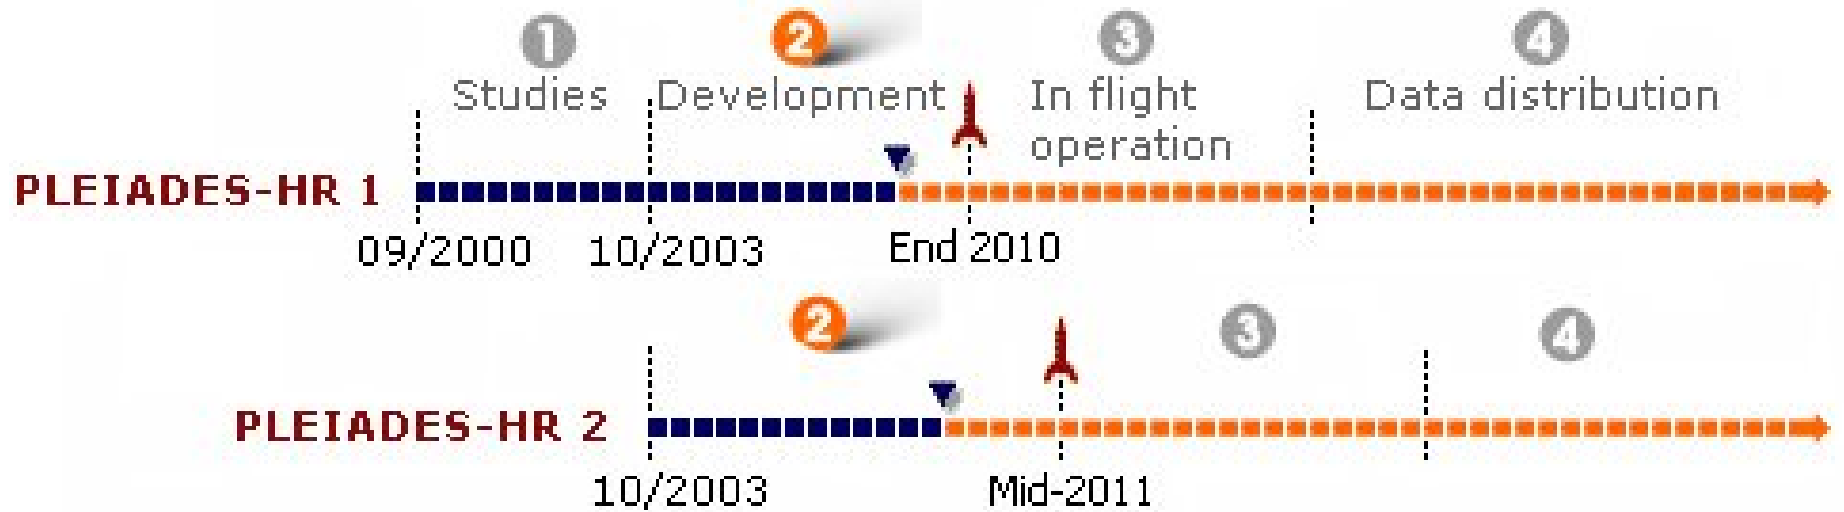 1 2 3 4
Studies Development In flight operation Data distribution
PLEIADES-HR 1
09/2000 10/2003 End 2010
2 3 4
PLEIADES-HR 2
10/2003 Mid-2011